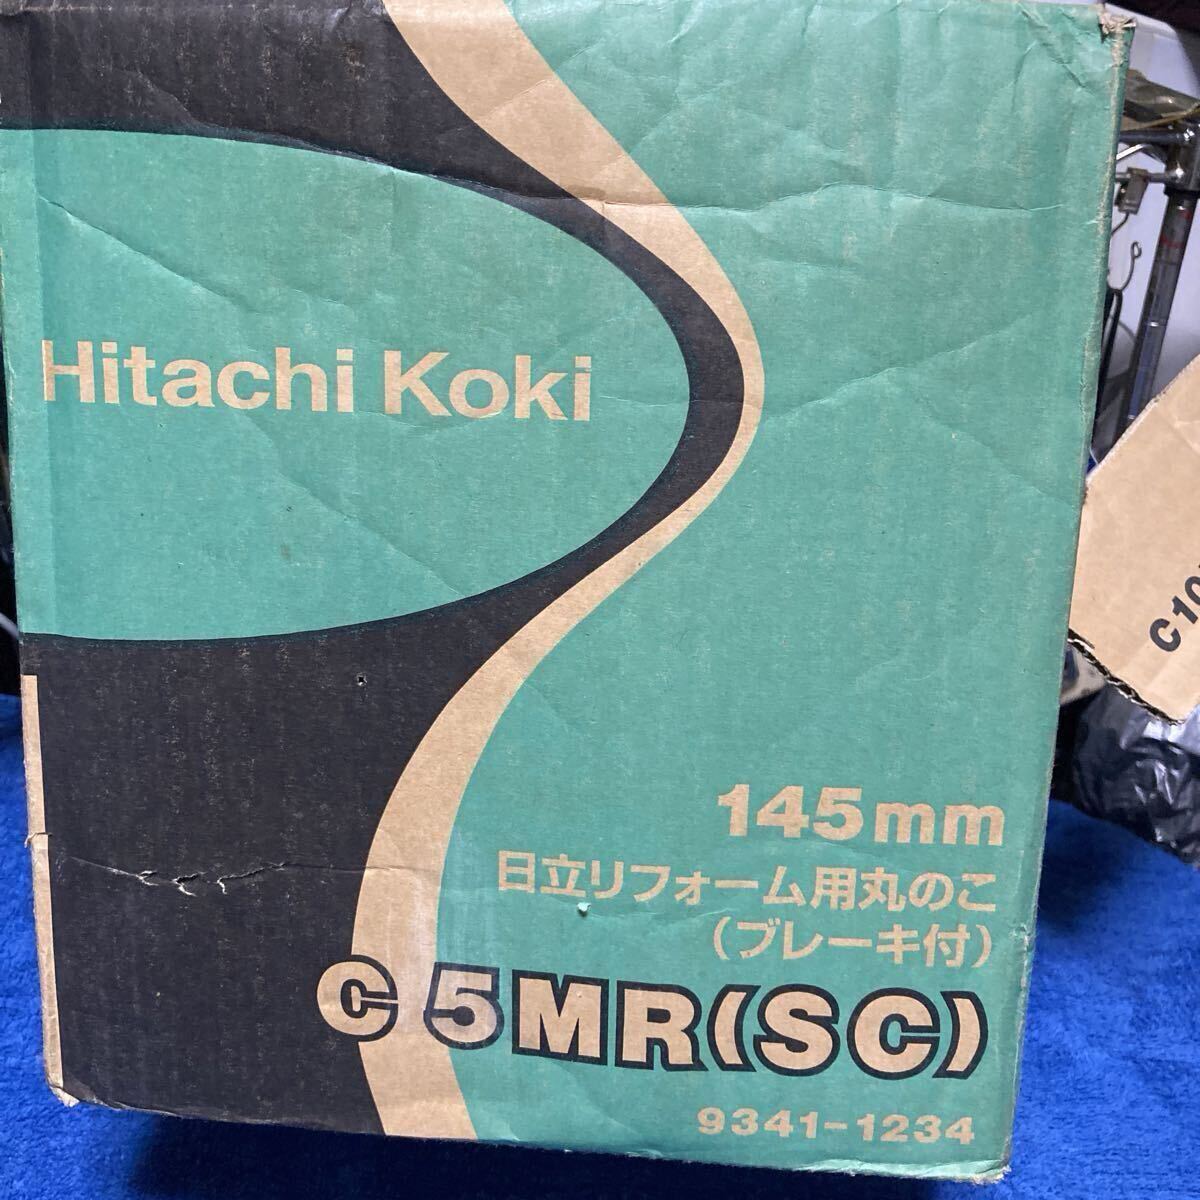 Hitachi Koki
145mm
日立リフォーム用丸のこ
（ブレーキ付）
C 5MR(SC)
9341-1234